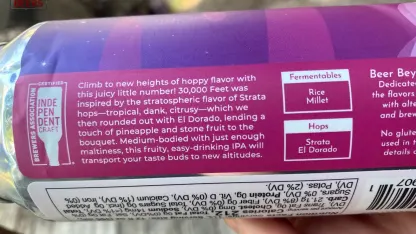 CERTIFIED
INDE
PEN
DENT
CRAFT
BREWERS ASSOCIATION
Climb to new heights of hoppy flavor with
this juicy little number! 30,000 Feet was
inspired by the stratospheric flavor of Strata
hops—tropical, dank, citrusy—which we
then rounded out with El Dorado, lending a
touch of pineapple and stone fruit to the
bouquet. Medium-bodied with just enough
maltiness, this fruity, easy-drinking IPA will
transport your taste buds to new altitudes.
Fermentables
Rice
Millet
Hops
Strata
El Dorado
Beer Bey
Dedicate
the flavors
with alt
and brew
No glute
used in t
details o